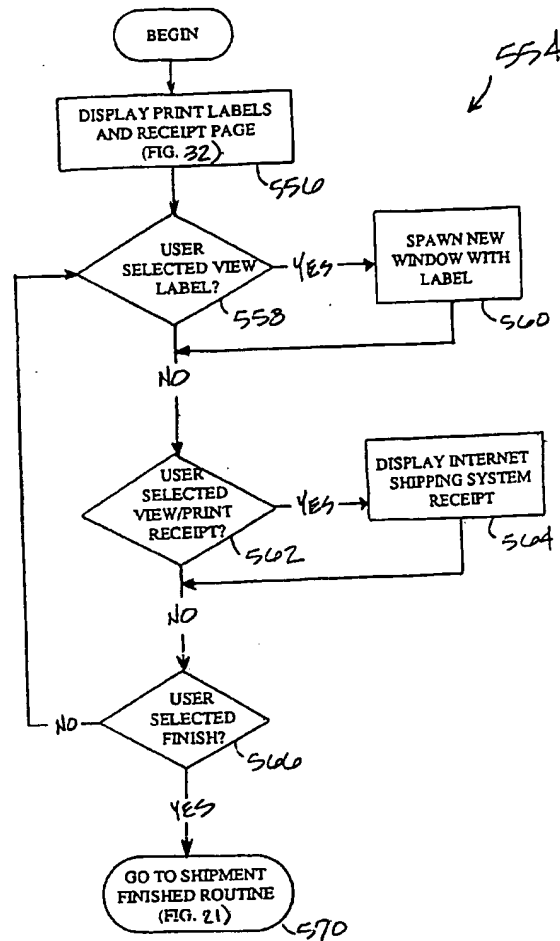 BEGIN
554
DISPLAY PRINT LABELS
AND RECEIPT PAGE
(FIG. 32)
556
USER
SELECTED VIEW
LABEL?
558
YES
SPAWN NEW
WINDOW WITH
LABEL
560
NO
USER
SELECTED
VIEW/PRINT
RECEIPT?
562
YES
DISPLAY INTERNET
SHIPPING SYSTEM
RECEIPT
564
NO
USER
SELECTED
FINISH?
566
NO
YES
GO TO SHIPMENT
FINISHED ROUTINE
(FIG. 21)
570